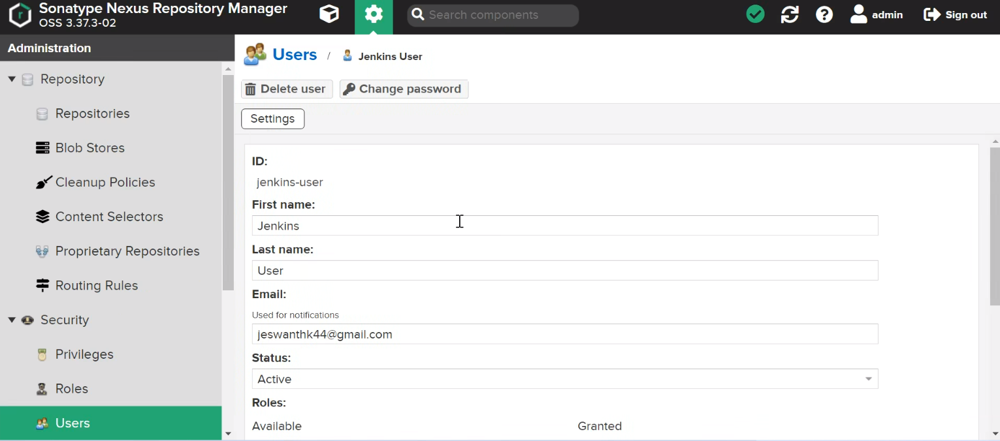 Sonatype Nexus Repository Manager
OSS 3.37.3-02
Search components
admin
Sign out
Administration
Repository
Repositories
Blob Stores
Cleanup Policies
Content Selectors
Proprietary Repositories
Routing Rules
Security
Privileges
Roles
Users
Users / Jenkins User
Delete user
Change password
Settings
ID:
jenkins-user
First name:
Jenkins
Last name:
User
Email:
Used for notifications
jeswanthk44@gmail.com
Status:
Active
Roles:
Available Granted